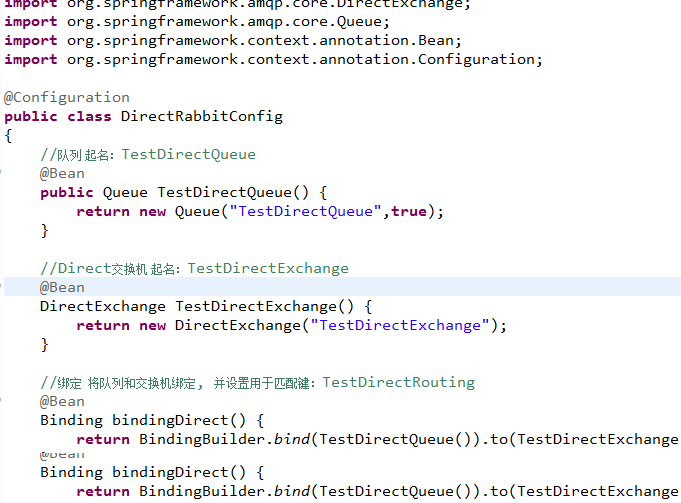 import org.springframework.amqp.core.DirectExchange;
import org.springframework.amqp.core.Queue;
import org.springframework.context.annotation.Bean;
import org.springframework.context.annotation.Configuration;
@Configuration
public class DirectRabbitConfig
{
//队列 起名：TestDirectQueue
@Bean
public Queue TestDirectQueue() {
return new Queue("TestDirectQueue",true);
}
//Direct交换机 起名：TestDirectExchange
@Bean
DirectExchange TestDirectExchange() {
return new DirectExchange("TestDirectExchange");
}
//绑定 将队列和交换机绑定, 并设置用于匹配键：TestDirectRouting
@Bean
Binding bindingDirect() {
return BindingBuilder.bind(TestDirectQueue()).to(TestDirectExchange
@Bean
Binding bindingDirect() {
return BindingBuilder.bind(TestDirectQueue()).to(TestDirectExchange